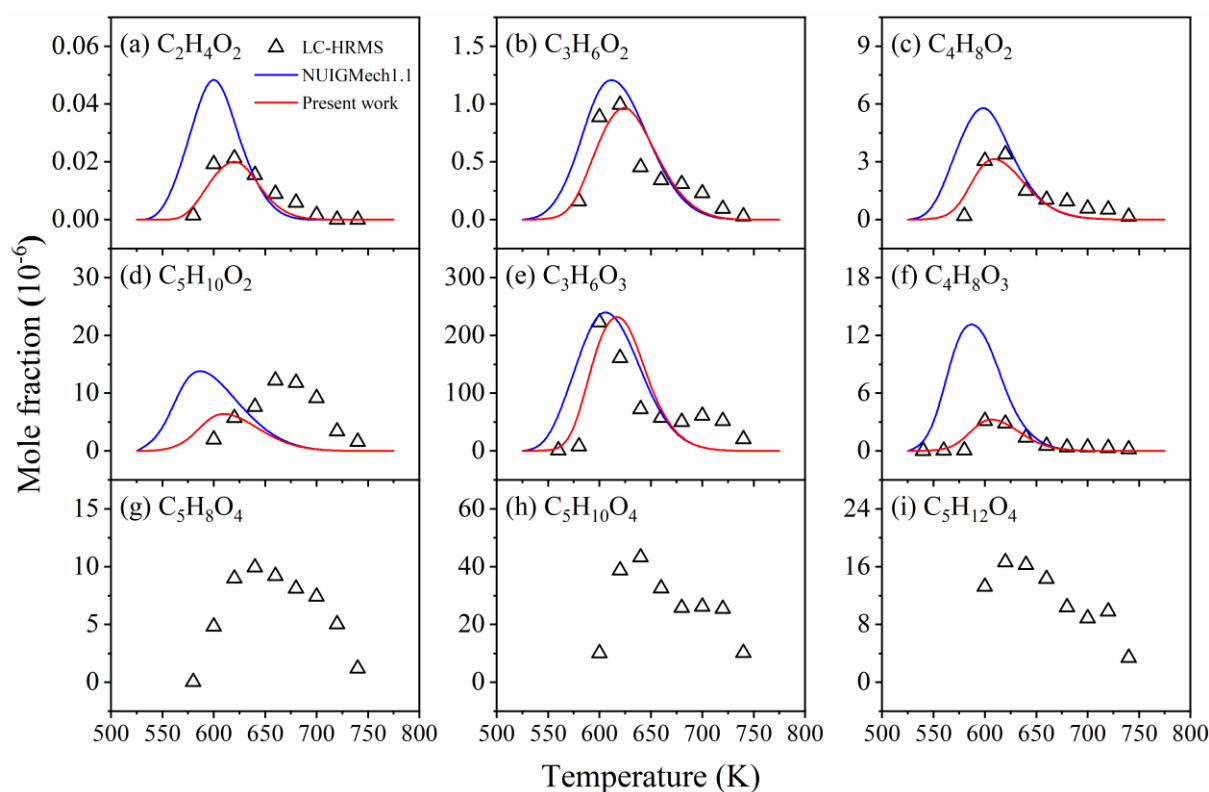 Mole fraction (10⁻⁶)
(a) C₂H₄O₂
LC-HRMS
NUIGMech1.1
Present work
0.06
0.04
0.02
0.00
(b) C₃H₆O₂
1.5
1.0
0.5
0.0
(c) C₄H₈O₂
9
6
3
0
(d) C₅H₁₀O₂
30
20
10
0
(e) C₃H₆O₃
300
200
100
0
(f) C₄H₈O₃
18
12
6
0
(g) C₅H₈O₄
15
10
5
0
500 550 600 650 700 750
(h) C₅H₁₀O₄
60
40
20
0
500 550 600 650 700 750
(i) C₅H₁₂O₄
24
16
8
0
500 550 600 650 700 750 800
Temperature (K)